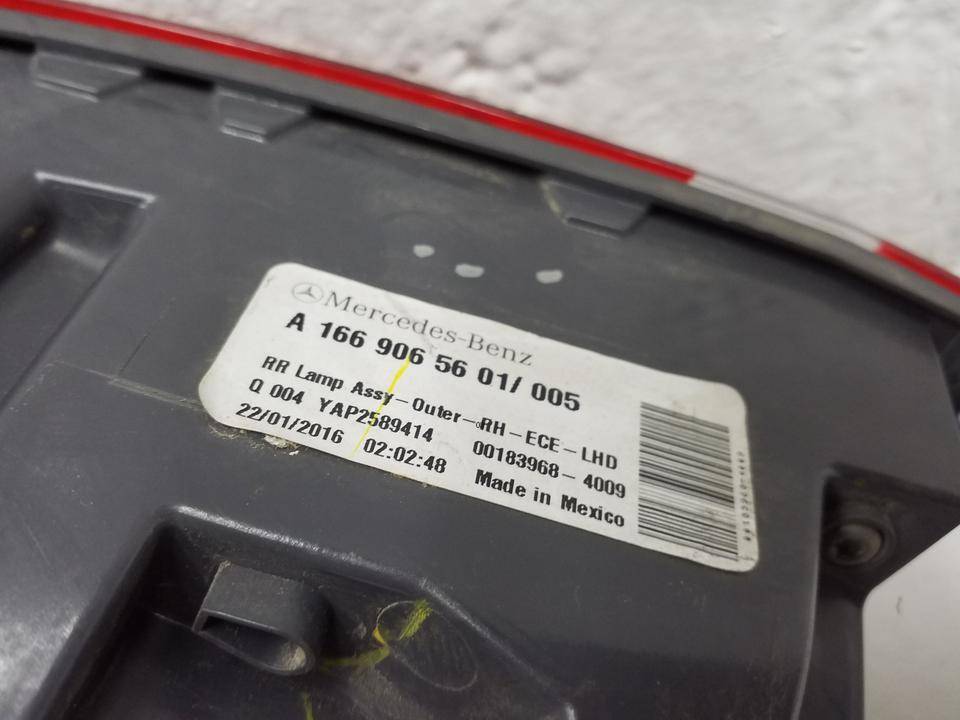 Mercedes-Benz
A 166 906 56 01/ 005
RR Lamp Assy-Outer-RH-ECE-LHD
Q 004 YAP2589414 00183968-4009
22/01/2016 02:02:48 Made in Mexico